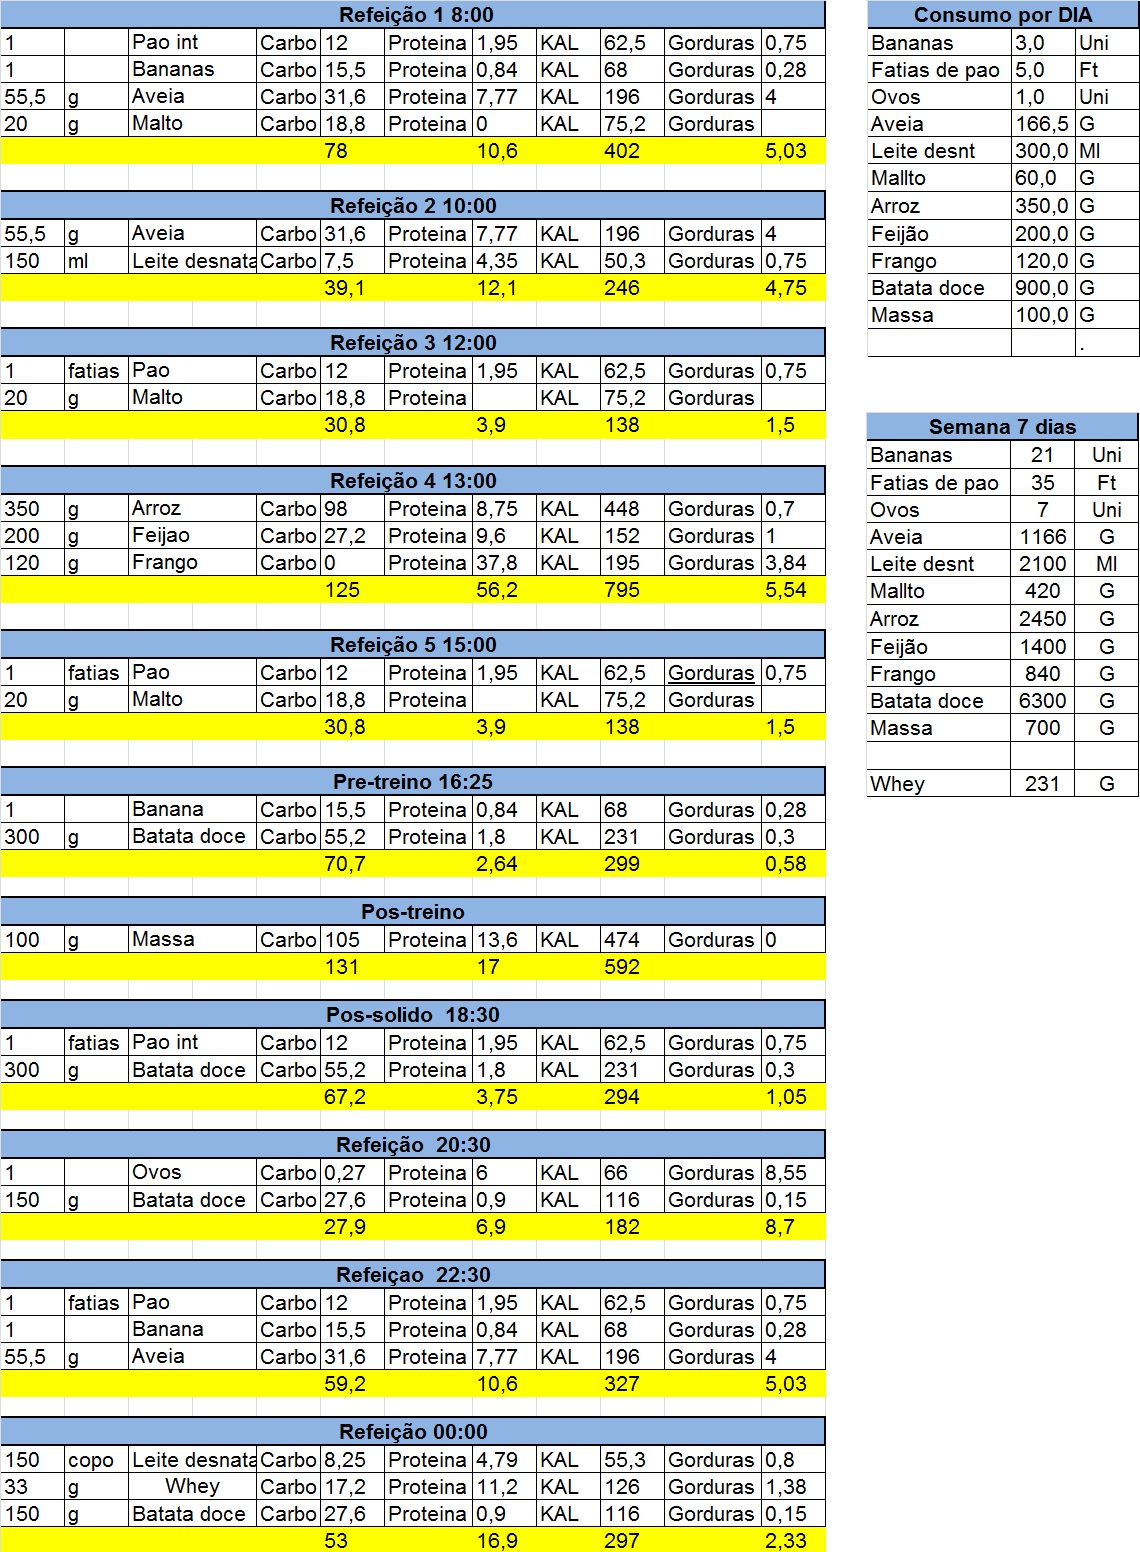 Refeição 1 8:00
1 Pao int Carbo 12 Proteina 1,95 KAL 62,5 Gorduras 0,75
1 Bananas Carbo 15,5 Proteina 0,84 KAL 68 Gorduras 0,28
55,5 g Aveia Carbo 31,6 Proteina 7,77 KAL 196 Gorduras 4
20 g Malto Carbo 18,8 Proteina 0 KAL 75,2 Gorduras
78 10,6 402 5,03
Refeição 2 10:00
55,5 g Aveia Carbo 31,6 Proteina 7,77 KAL 196 Gorduras 4
150 ml Leite desnata Carbo 7,5 Proteina 4,35 KAL 50,3 Gorduras 0,75
39,1 12,1 246 4,75
Refeição 3 12:00
1 fatias Pao Carbo 12 Proteina 1,95 KAL 62,5 Gorduras 0,75
20 g Malto Carbo 18,8 Proteina KAL 75,2 Gorduras
30,8 3,9 138 1,5
Refeição 4 13:00
350 g Arroz Carbo 98 Proteina 8,75 KAL 448 Gorduras 0,7
200 g Feijao Carbo 27,2 Proteina 9,6 KAL 152 Gorduras 1
120 g Frango Carbo 0 Proteina 37,8 KAL 195 Gorduras 3,84
125 56,2 795 5,54
Refeição 5 15:00
1 fatias Pao Carbo 12 Proteina 1,95 KAL 62,5 Gorduras 0,75
20 g Malto Carbo 18,8 Proteina KAL 75,2 Gorduras
30,8 3,9 138 1,5
Pre-treino 16:25
1 Banana Carbo 15,5 Proteina 0,84 KAL 68 Gorduras 0,28
300 g Batata doce Carbo 55,2 Proteina 1,8 KAL 231 Gorduras 0,3
70,7 2,64 299 0,58
Pos-treino
100 g Massa Carbo 105 Proteina 13,6 KAL 474 Gorduras 0
131 17 592
Pos-solido 18:30
1 fatias Pao int Carbo 12 Proteina 1,95 KAL 62,5 Gorduras 0,75
300 g Batata doce Carbo 55,2 Proteina 1,8 KAL 231 Gorduras 0,3
67,2 3,75 294 1,05
Refeição 20:30
1 Ovos Carbo 0,27 Proteina 6 KAL 66 Gorduras 8,55
150 g Batata doce Carbo 27,6 Proteina 0,9 KAL 116 Gorduras 0,15
27,9 6,9 182 8,7
Refeiçao 22:30
1 fatias Pao Carbo 12 Proteina 1,95 KAL 62,5 Gorduras 0,75
1 Banana Carbo 15,5 Proteina 0,84 KAL 68 Gorduras 0,28
55,5 g Aveia Carbo 31,6 Proteina 7,77 KAL 196 Gorduras 4
59,2 10,6 327 5,03
Refeição 00:00
150 copo Leite desnata Carbo 8,25 Proteina 4,79 KAL 55,3 Gorduras 0,8
33 g Whey Carbo 17,2 Proteina 11,2 KAL 126 Gorduras 1,38
150 g Batata doce Carbo 27,6 Proteina 0,9 KAL 116 Gorduras 0,15
53 16,9 297 2,33
Consumo por DIA
Bananas 3,0 Uni
Fatias de pao 5,0 Ft
Ovos 1,0 Uni
Aveia 166,5 G
Leite desnt 300,0 Ml
Mallto 60,0 G
Arroz 350,0 G
Feijão 200,0 G
Frango 120,0 G
Batata doce 900,0 G
Massa 100,0 G
.
Semana 7 dias
Bananas 21 Uni
Fatias de pao 35 Ft
Ovos 7 Uni
Aveia 1166 G
Leite desnt 2100 Ml
Mallto 420 G
Arroz 2450 G
Feijão 1400 G
Frango 840 G
Batata doce 6300 G
Massa 700 G
Whey 231 G